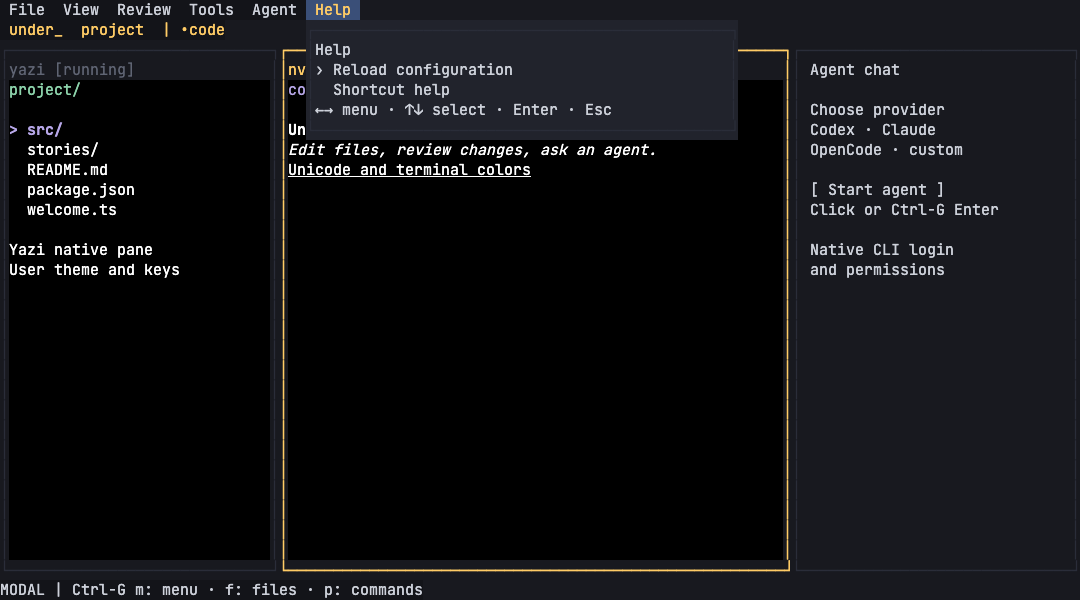 File View Review Tools Agent Help
under_ project | •code
yazi [running]
project/
> src/
stories/
README.md
package.json
welcome.ts
Yazi native pane
User theme and keys
Help
› Reload configuration
Shortcut help
←→ menu · ↑↓ select · Enter · Esc
nv
co
Un
Edit files, review changes, ask an agent.
Unicode and terminal colors
Agent chat
Choose provider
Codex · Claude
OpenCode · custom
[ Start agent ]
Click or Ctrl-G Enter
Native CLI login
and permissions
MODAL | Ctrl-G m: menu · f: files · p: commands